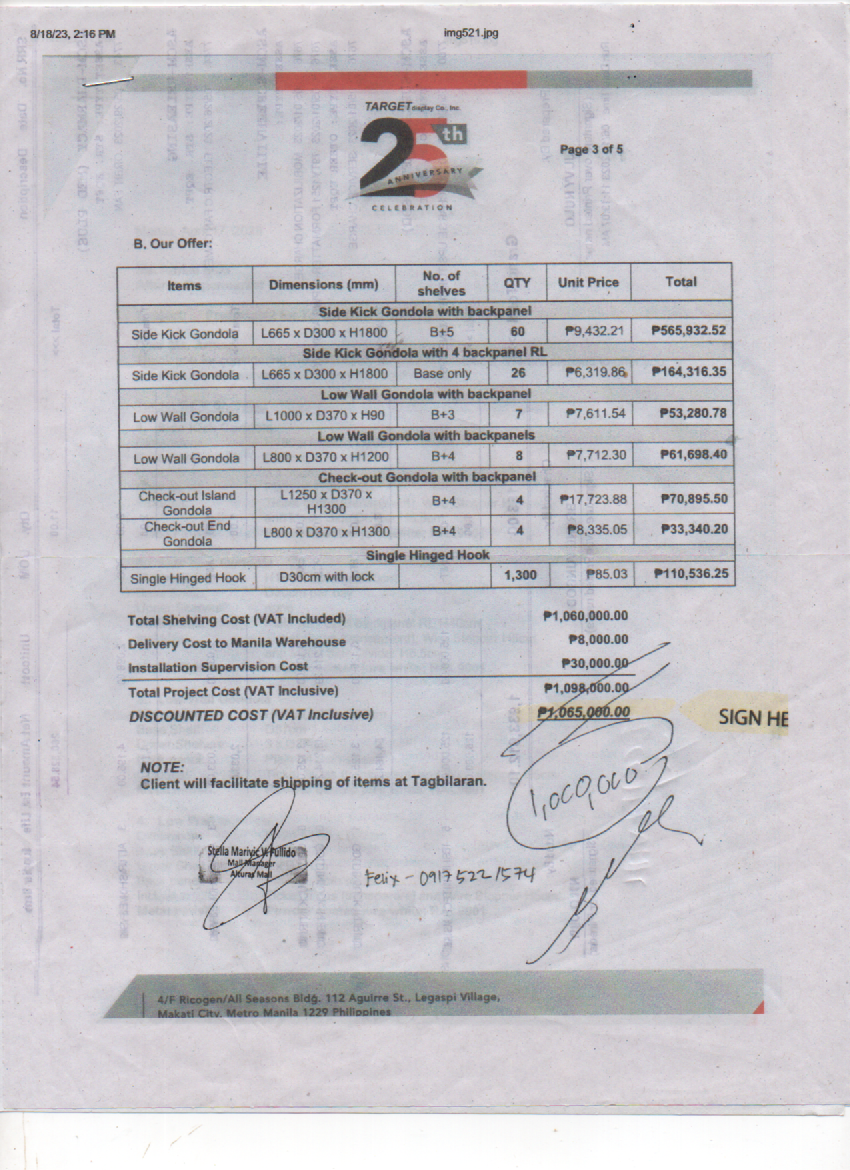 8/18/23, 2:16 PM img521.jpg
TARGET Display Co., Inc.
25th
ANNIVERSARY
CELEBRATION
Page 3 of 5
B. Our Offer:
Items Dimensions (mm) No. of shelves QTY Unit Price Total
Side Kick Gondola with backpanel
Side Kick Gondola L665 x D300 x H1800 B+5 60 ₱9,432.21 ₱565,932.52
Side Kick Gondola with 4 backpanel RL
Side Kick Gondola L665 x D300 x H1800 Base only 26 ₱6,319.86 ₱164,316.35
Low Wall Gondola with backpanel
Low Wall Gondola L1000 x D370 x H90 B+3 7 ₱7,611.54 ₱53,280.78
Low Wall Gondola with backpanels
Low Wall Gondola L800 x D370 x H1200 B+4 8 ₱7,712.30 ₱61,698.40
Check-out Gondola with backpanel
Check-out Island Gondola L1250 x D370 x H1300 B+4 4 ₱17,723.88 ₱70,895.50
Check-out End Gondola L800 x D370 x H1300 B+4 4 ₱8,335.05 ₱33,340.20
Single Hinged Hook
Single Hinged Hook D30cm with lock 1,300 ₱85.03 ₱110,536.25
Total Shelving Cost (VAT Included) ₱1,060,000.00
Delivery Cost to Manila Warehouse ₱8,000.00
Installation Supervision Cost ₱30,000.00
Total Project Cost (VAT Inclusive) ₱1,098,000.00
DISCOUNTED COST (VAT Inclusive) ₱1,065,000.00
SIGN HE
1,000,000
NOTE:
Client will facilitate shipping of items at Tagbilaran.
Stella Marivic Fullido
Mall Manager
Alturas Mall
Felix - 09175221574
4/F Ricogen/All Seasons Bldg. 112 Aguirre St., Legaspi Village,
Makati City, Metro Manila 1229 Philippines